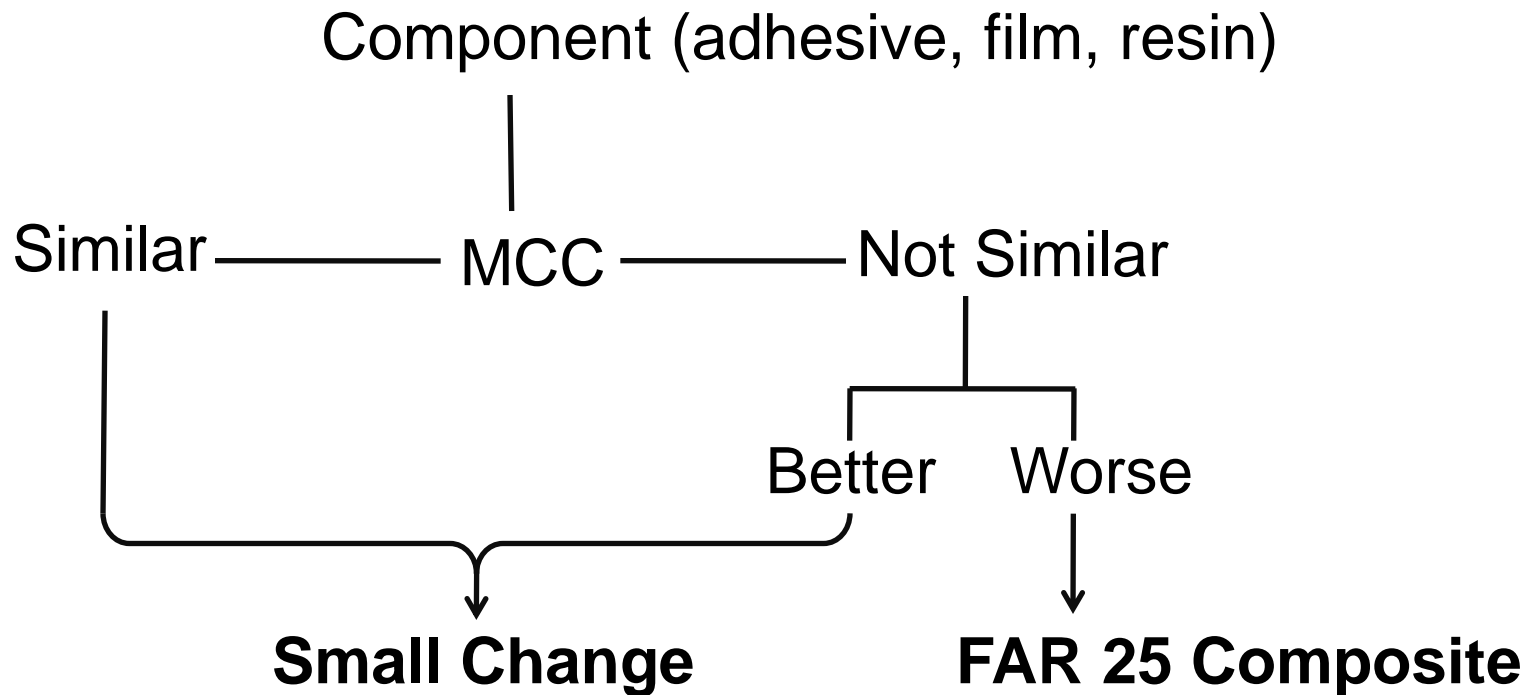 Component (adhesive, film, resin)
Similar
MCC
Not Similar
Better
Worse
Small Change
FAR 25 Composite